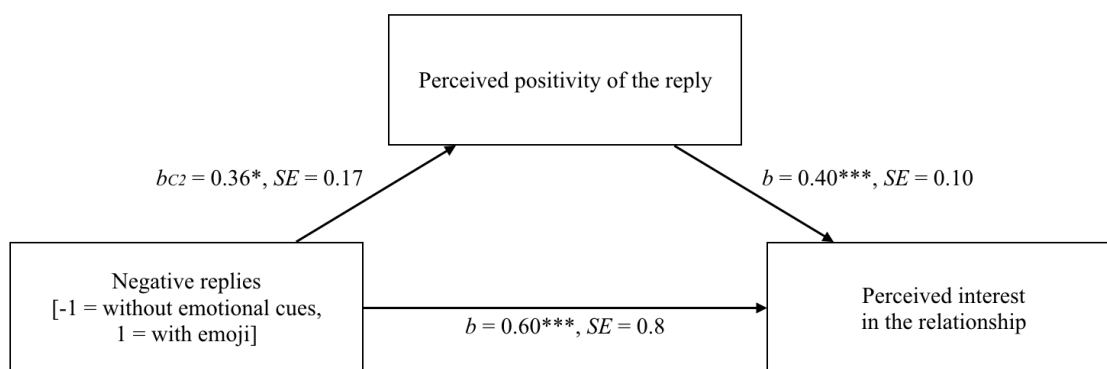 Perceived positivity of the reply
bC2 = 0.36*, SE = 0.17
b = 0.40***, SE = 0.10
Negative replies
[-1 = without emotional cues,
1 = with emoji]
b = 0.60***, SE = 0.8
Perceived interest
in the relationship